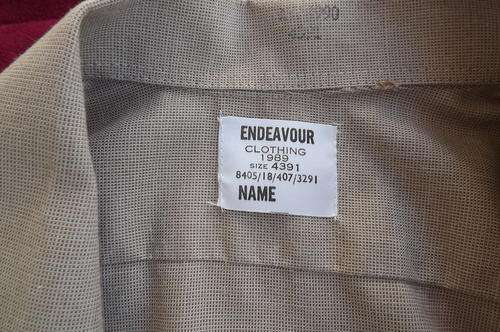 ENDEAVOUR
CLOTHING
1989
SIZE 4391
8405/18/407/3291
NAME